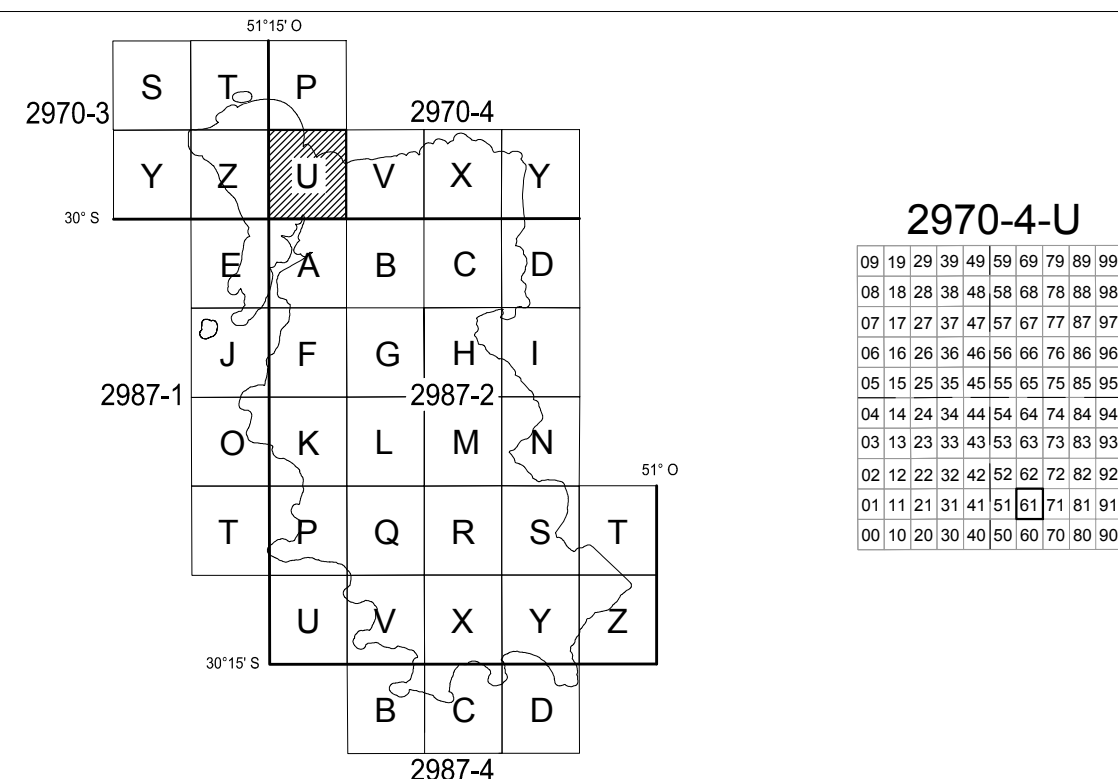 51°15' O
S T P
2970-3 2970-4
Y Z U V X Y
30° S
E A B C D
J F G H I
2987-1 2987-2
O K L M N
51° O
T P Q R S T
U V X Y Z
30°15' S
B C D
2987-4
2970-4-U
09 19 29 39 49 59 69 79 89 99
08 18 28 38 48 58 68 78 88 98
07 17 27 37 47 57 67 77 87 97
06 16 26 36 46 56 66 76 86 96
05 15 25 35 45 55 65 75 85 95
04 14 24 34 44 54 64 74 84 94
03 13 23 33 43 53 63 73 83 93
02 12 22 32 42 52 62 72 82 92
01 11 21 31 41 51 61 71 81 91
00 10 20 30 40 50 60 70 80 90